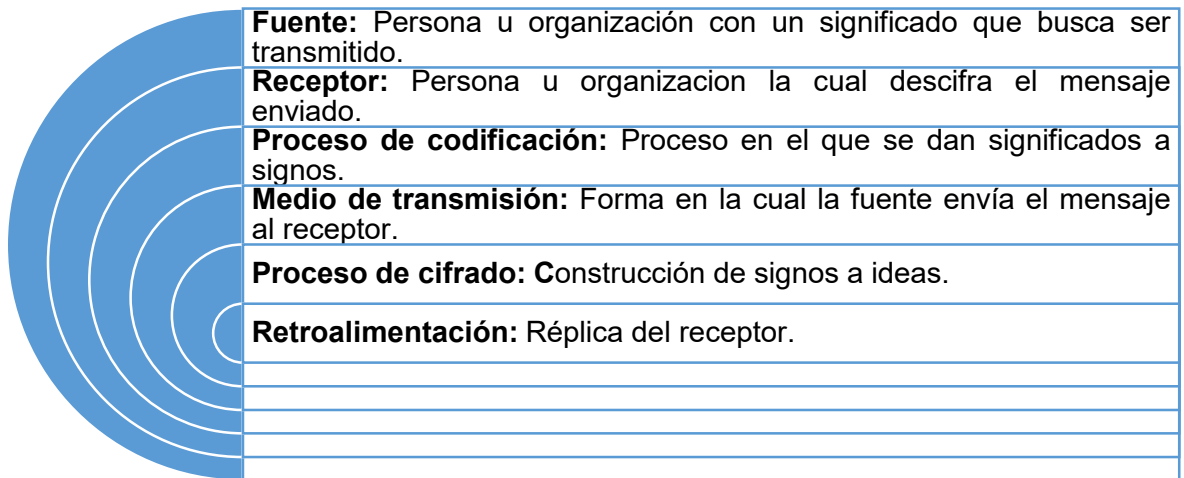 Fuente: Persona u organización con un significado que busca ser
transmitido.
Receptor: Persona u organizacion la cual descifra el mensaje
enviado.
Proceso de codificación: Proceso en el que se dan significados a
signos.
Medio de transmisión: Forma en la cual la fuente envía el mensaje
al receptor.
Proceso de cifrado: Construcción de signos a ideas.
Retroalimentación: Réplica del receptor.